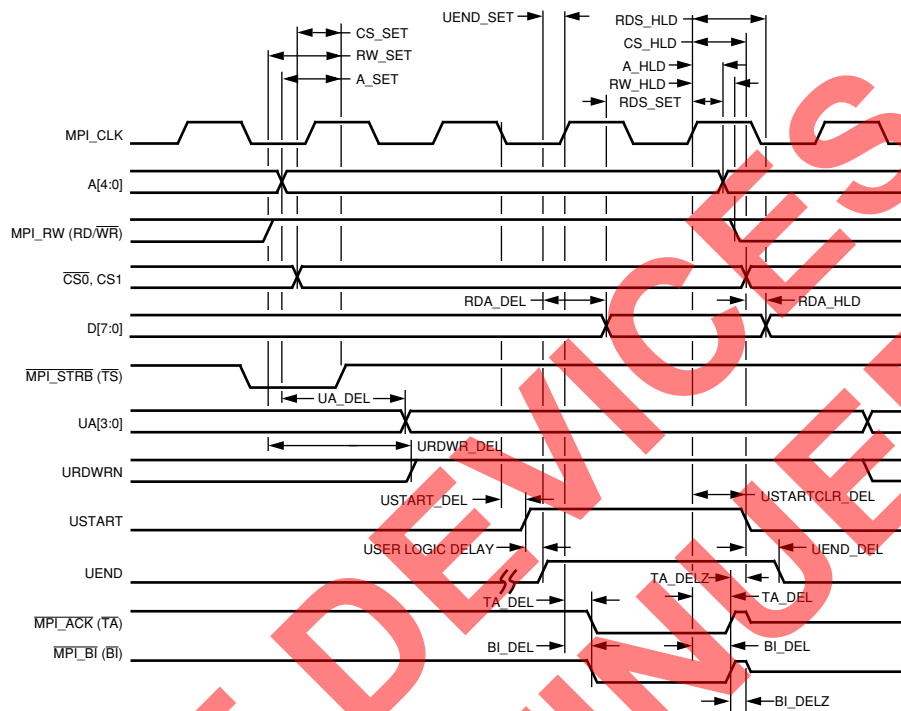 UEND_SET
RDS_HLD
CS_SET
CS_HLD
RW_SET
A_HLD
A_SET
RW_HLD
RDS_SET
MPI_CLK
A[4:0]
MPI_RW (RD/WR)
CS0, CS1
RDA_DEL
RDA_HLD
D[7:0]
MPI_STRB (TS)
UA_DEL
UA[3:0]
URDWR_DEL
URDWRN
USTART_DEL
USTARTCLR_DEL
USTART
USER LOGIC DELAY
UEND_DEL
UEND
TA_DELZ
TA_DEL
TA_DEL
MPI_ACK (TA)
BI_DEL
BI_DEL
MPI_BI (BI)
BI_DELZ
DEVICES